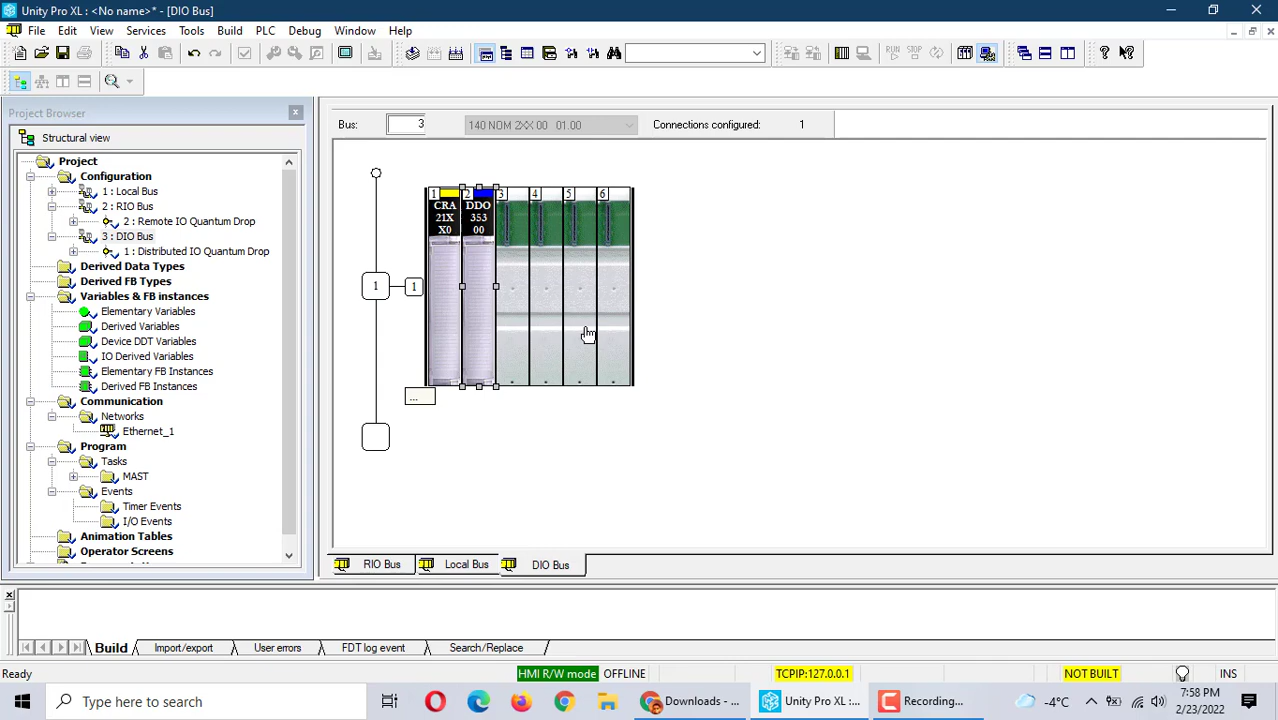 Unity Pro XL : <No name>* - [DIO Bus]
File Edit View Services Tools Build PLC Debug Window Help
RUN STOP
Project Browser
Structural view
Project
Configuration
1 : Local Bus
2 : RIO Bus
2 : Remote IO Quantum Drop
3 : DIO Bus
1 : Distributed IO Quantum Drop
Derived Data Types
Derived FB Types
Variables & FB instances
Elementary Variables
Derived Variables
Device DDT Variables
IO Derived Variables
Elementary FB Instances
Derived FB Instances
Communication
Networks
Ethernet_1
Program
Tasks
MAST
Events
Timer Events
I/O Events
Animation Tables
Operator Screens
Bus: 3 140 NOM 2XX 00 01.00 Connections configured: 1
1 2 3 4 5 6
CRA 21X X0
DDO 353 00
1 1
...
RIO Bus Local Bus DIO Bus
Build Import/export User errors FDT log event Search/Replace
Ready HMI R/W mode OFFLINE TCPIP:127.0.0.1 NOT BUILT INS
Type here to search Downloads - ... Unity Pro XL :... Recording... -4°C 7:58 PM
2/23/2022